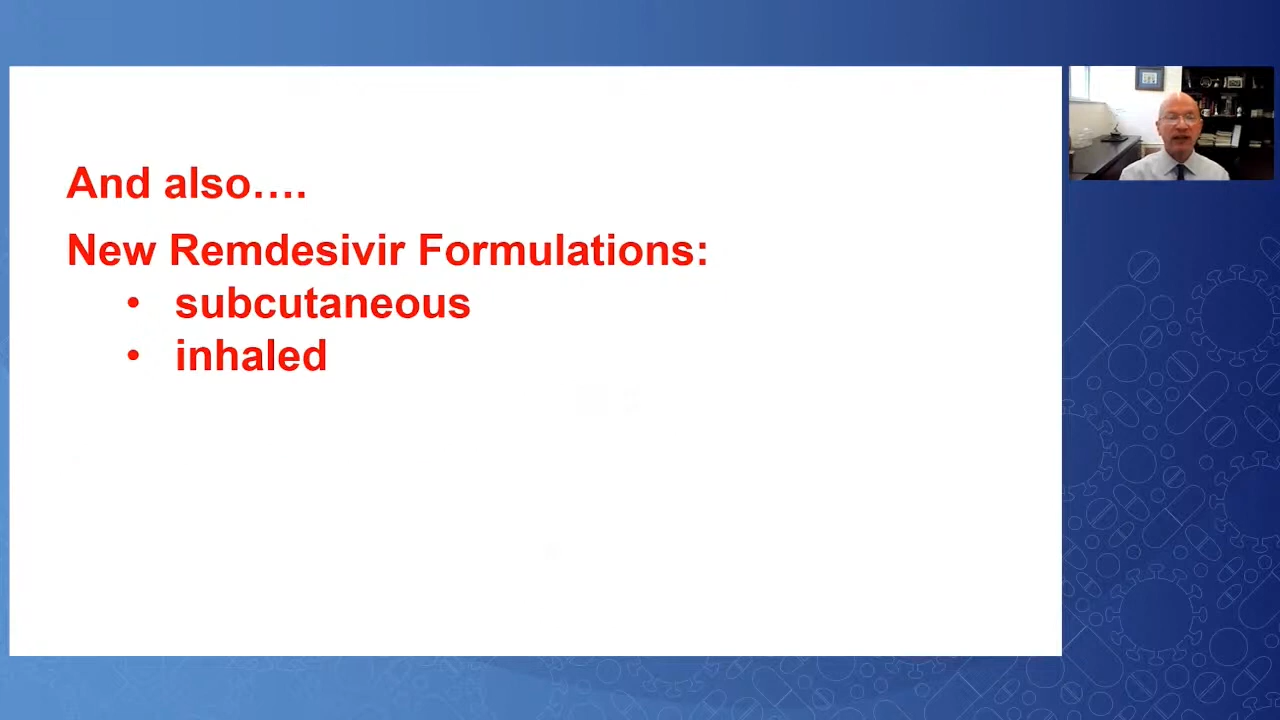 And also….
New Remdesivir Formulations:
• subcutaneous
• inhaled